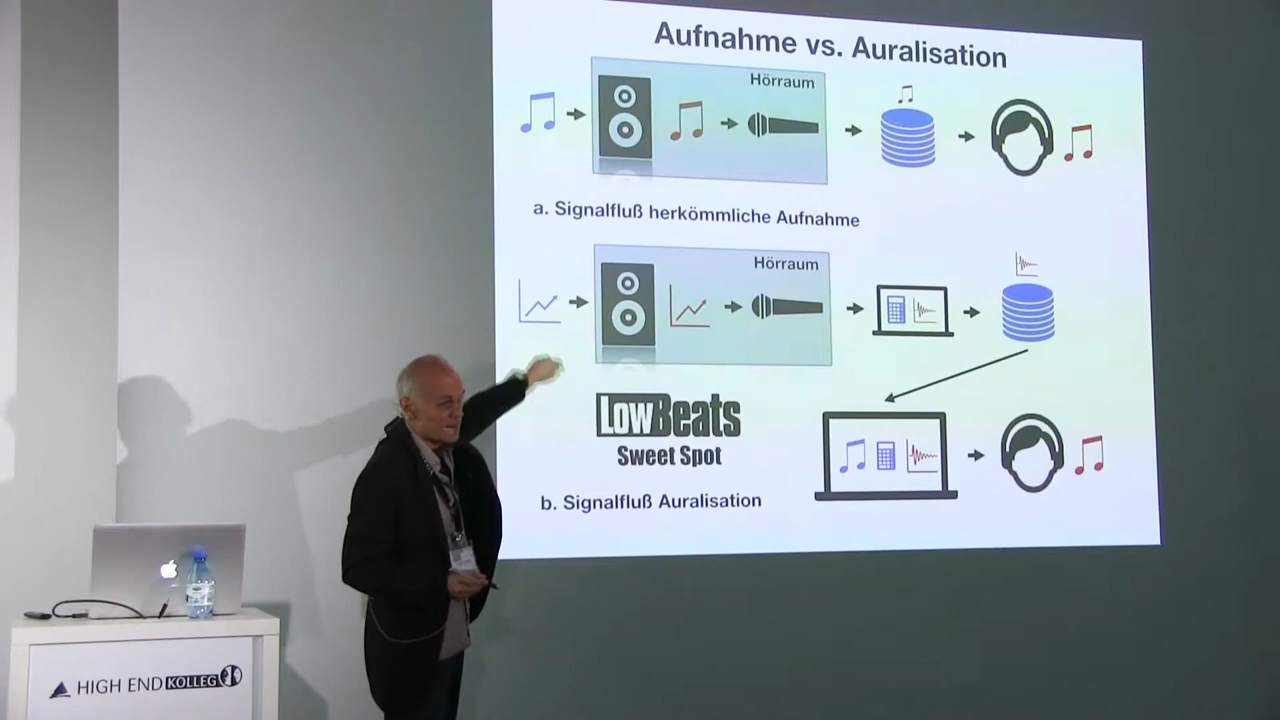 Aufnahme vs. Auralisation
Hörraum
a. Signalfluß herkömmliche Aufnahme
Hörraum
LowBeats
Sweet Spot
b. Signalfluß Auralisation
HIGH END KOLLEG